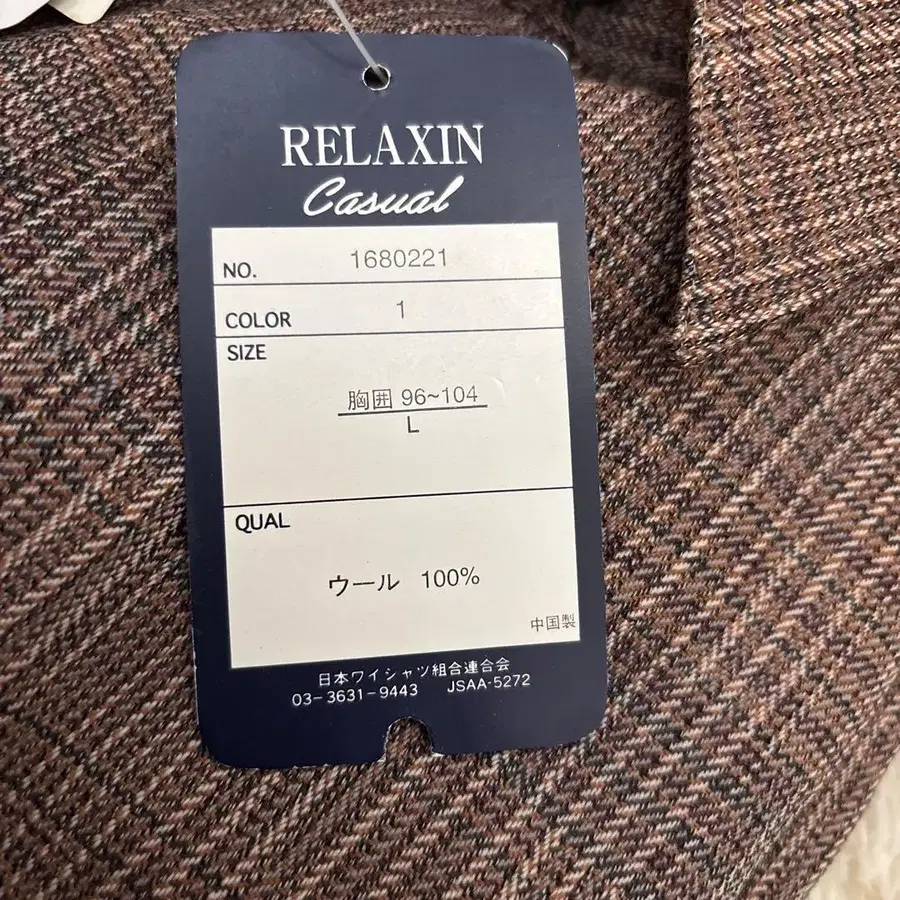 RELAXIN
Casual
NO. 1680221
COLOR 1
SIZE
胸囲 96~104
L
QUAL
ウール 100%
中国製
日本ワイシャツ組合連合会
03-3631-9443 JSAA-5272